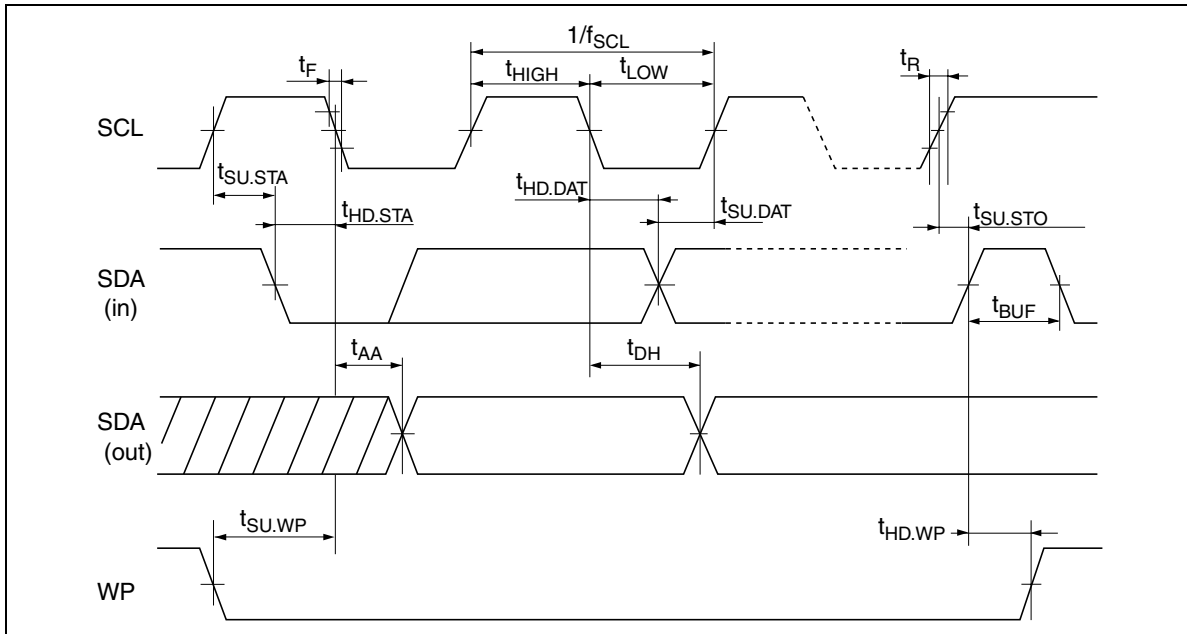 1/fSCL
tF
tHIGH
tLOW
tR
SCL
tSU.STA
tHD.DAT
tSU.DAT
tHD.STA
tSU.STO
SDA
(in)
tBUF
tAA
tDH
SDA
(out)
tSU.WP
tHD.WP
WP